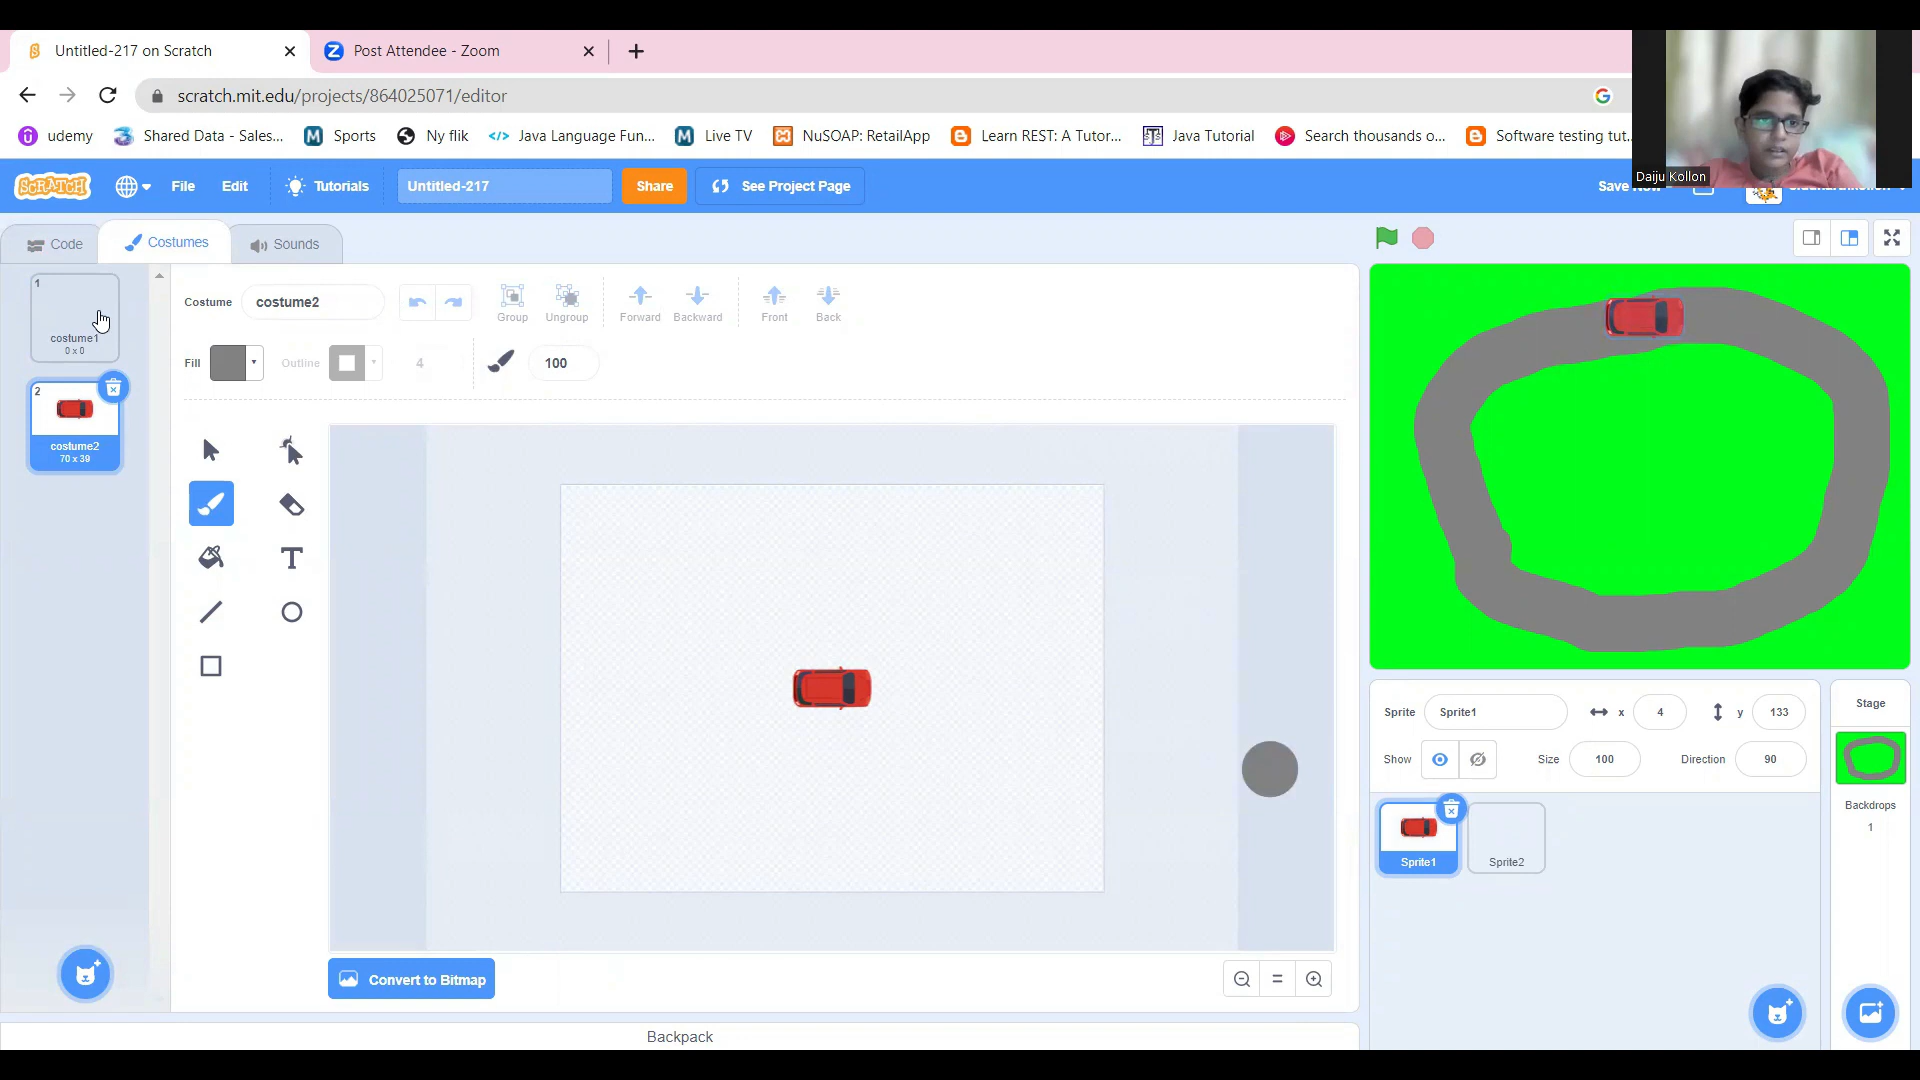 Untitled-217 on Scratch
Post Attendee - Zoom
scratch.mit.edu/projects/864025071/editor
udemy
Shared Data - Sales...
Sports
Ny flik
Java Language Fun...
Live TV
NuSOAP: RetailApp
Learn REST: A Tutor...
Java Tutorial
Search thousands o...
Software testing tut...
Daiju Kollon
SCRATCH
File
Edit
Tutorials
Untitled-217
Share
See Project Page
Code
Costumes
Sounds
1
costume1
0 x 0
2
costume2
70 x 39
Costume
costume2
Group
Ungroup
Forward
Backward
Front
Back
Fill
Outline
4
100
Convert to Bitmap
Backpack
Sprite
Sprite1
x
4
y
133
Show
Size
100
Direction
90
Sprite1
Sprite2
Stage
Backdrops
1